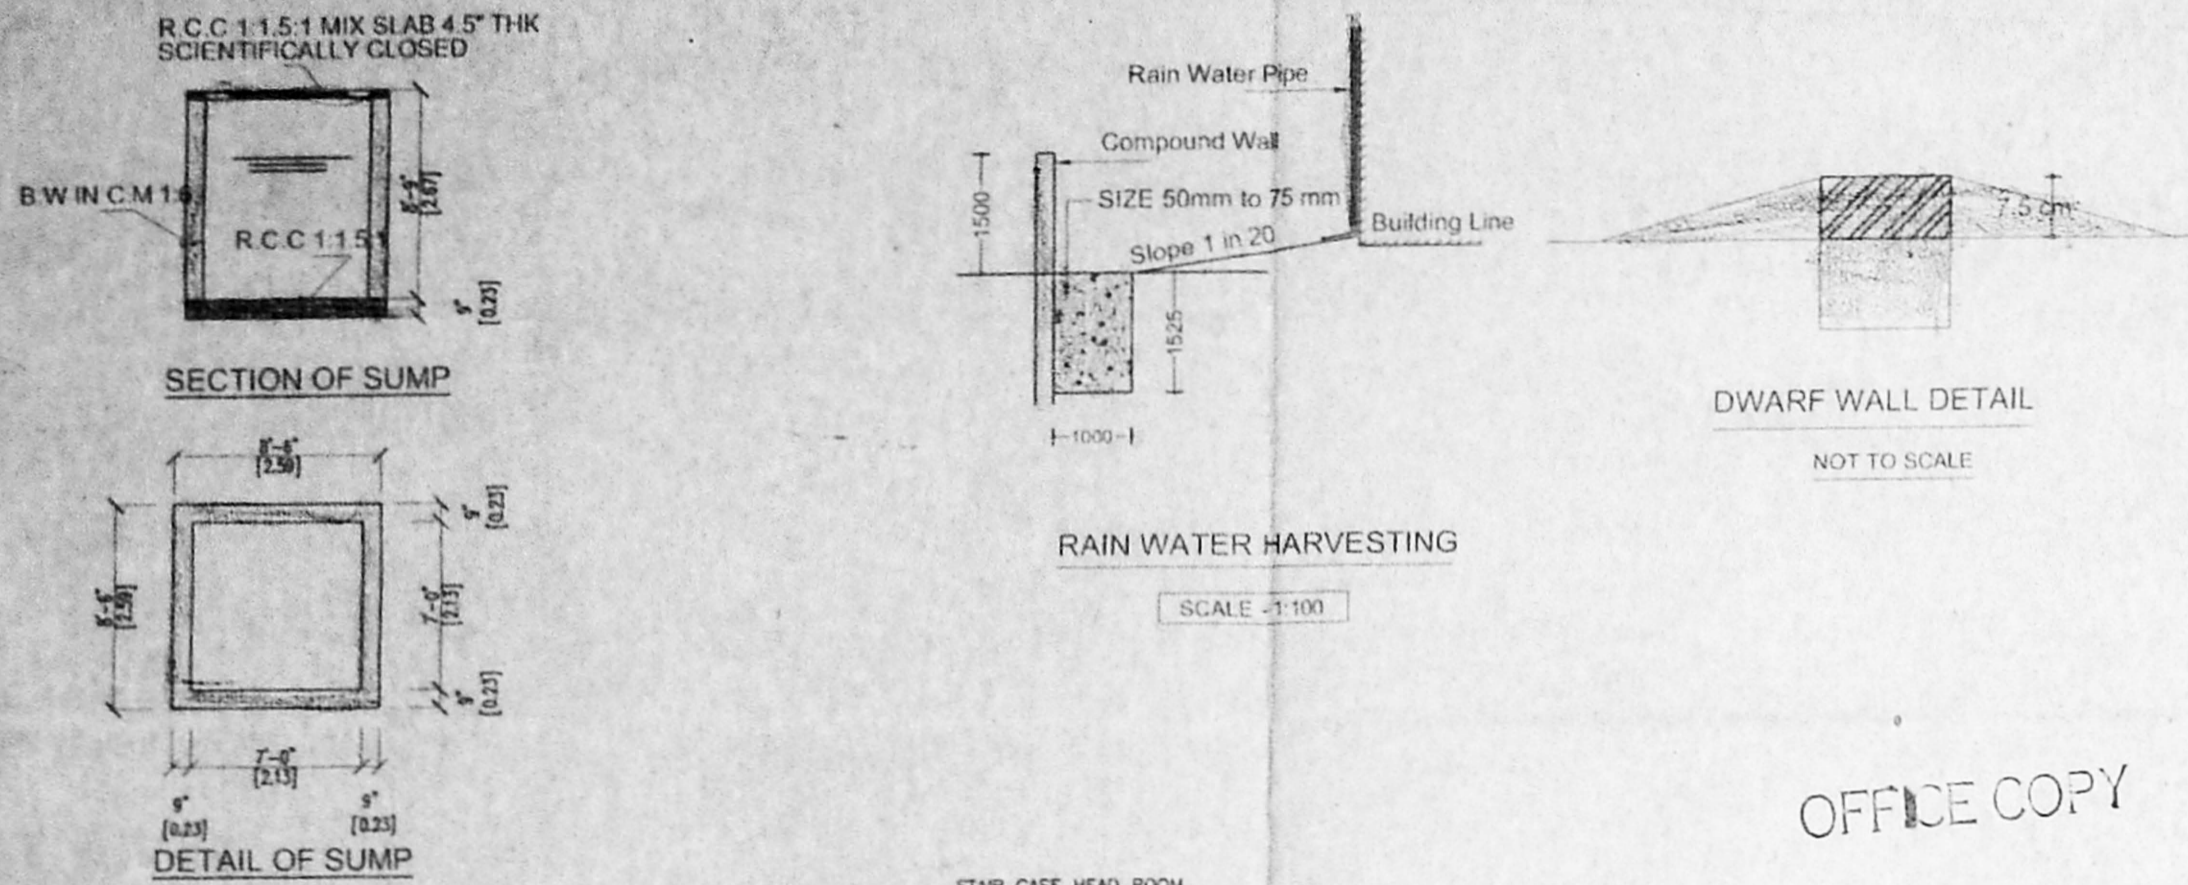 R.C.C 1:1.5:1 MIX SLAB 4.5" THK
SCIENTIFICALLY CLOSED
B.W IN C.M 1:6
R.C.C 1:1.5:1
8'-9"
[2.67]
9"
[0.23]
SECTION OF SUMP
8'-6"
[2.59]
8'-6"
[2.59]
9"
[0.23]
7'-0"
[2.13]
9"
[0.23]
7'-0"
[2.13]
9"
[0.23]
9"
[0.23]
DETAIL OF SUMP
Rain Water Pipe
Compound Wall
SIZE 50mm to 75 mm
Building Line
Slope 1 in 20
1500
1525
1000
RAIN WATER HARVESTING
SCALE - 1:100
7.5 cm
DWARF WALL DETAIL
NOT TO SCALE
OFFICE COPY
STAIR CASE HEAD ROOM